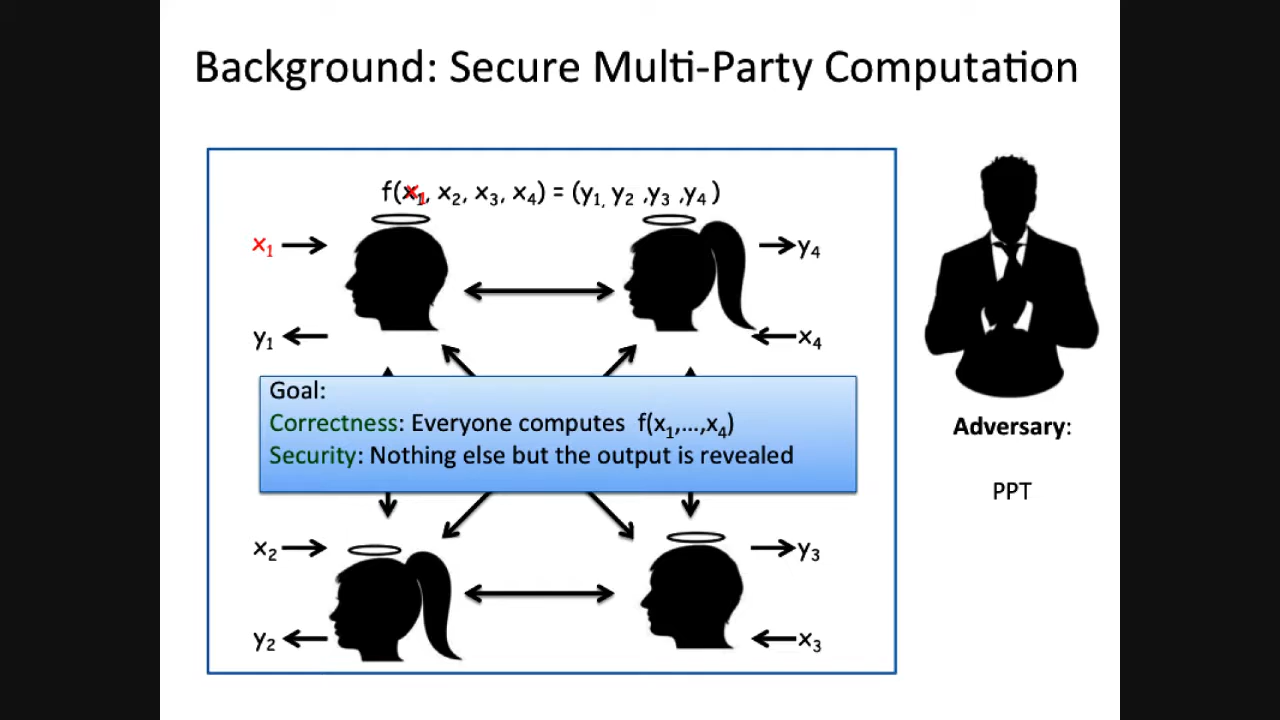 Background: Secure Multi-Party Computation
f(x₁, x₂, x₃, x₄) = (y₁, y₂ ,y₃ ,y₄ )
x₁
y₄
y₁
x₄
Goal:
Correctness: Everyone computes f(x₁,...,x₄)
Security: Nothing else but the output is revealed
Adversary:
PPT
x₂
y₃
y₂
x₃